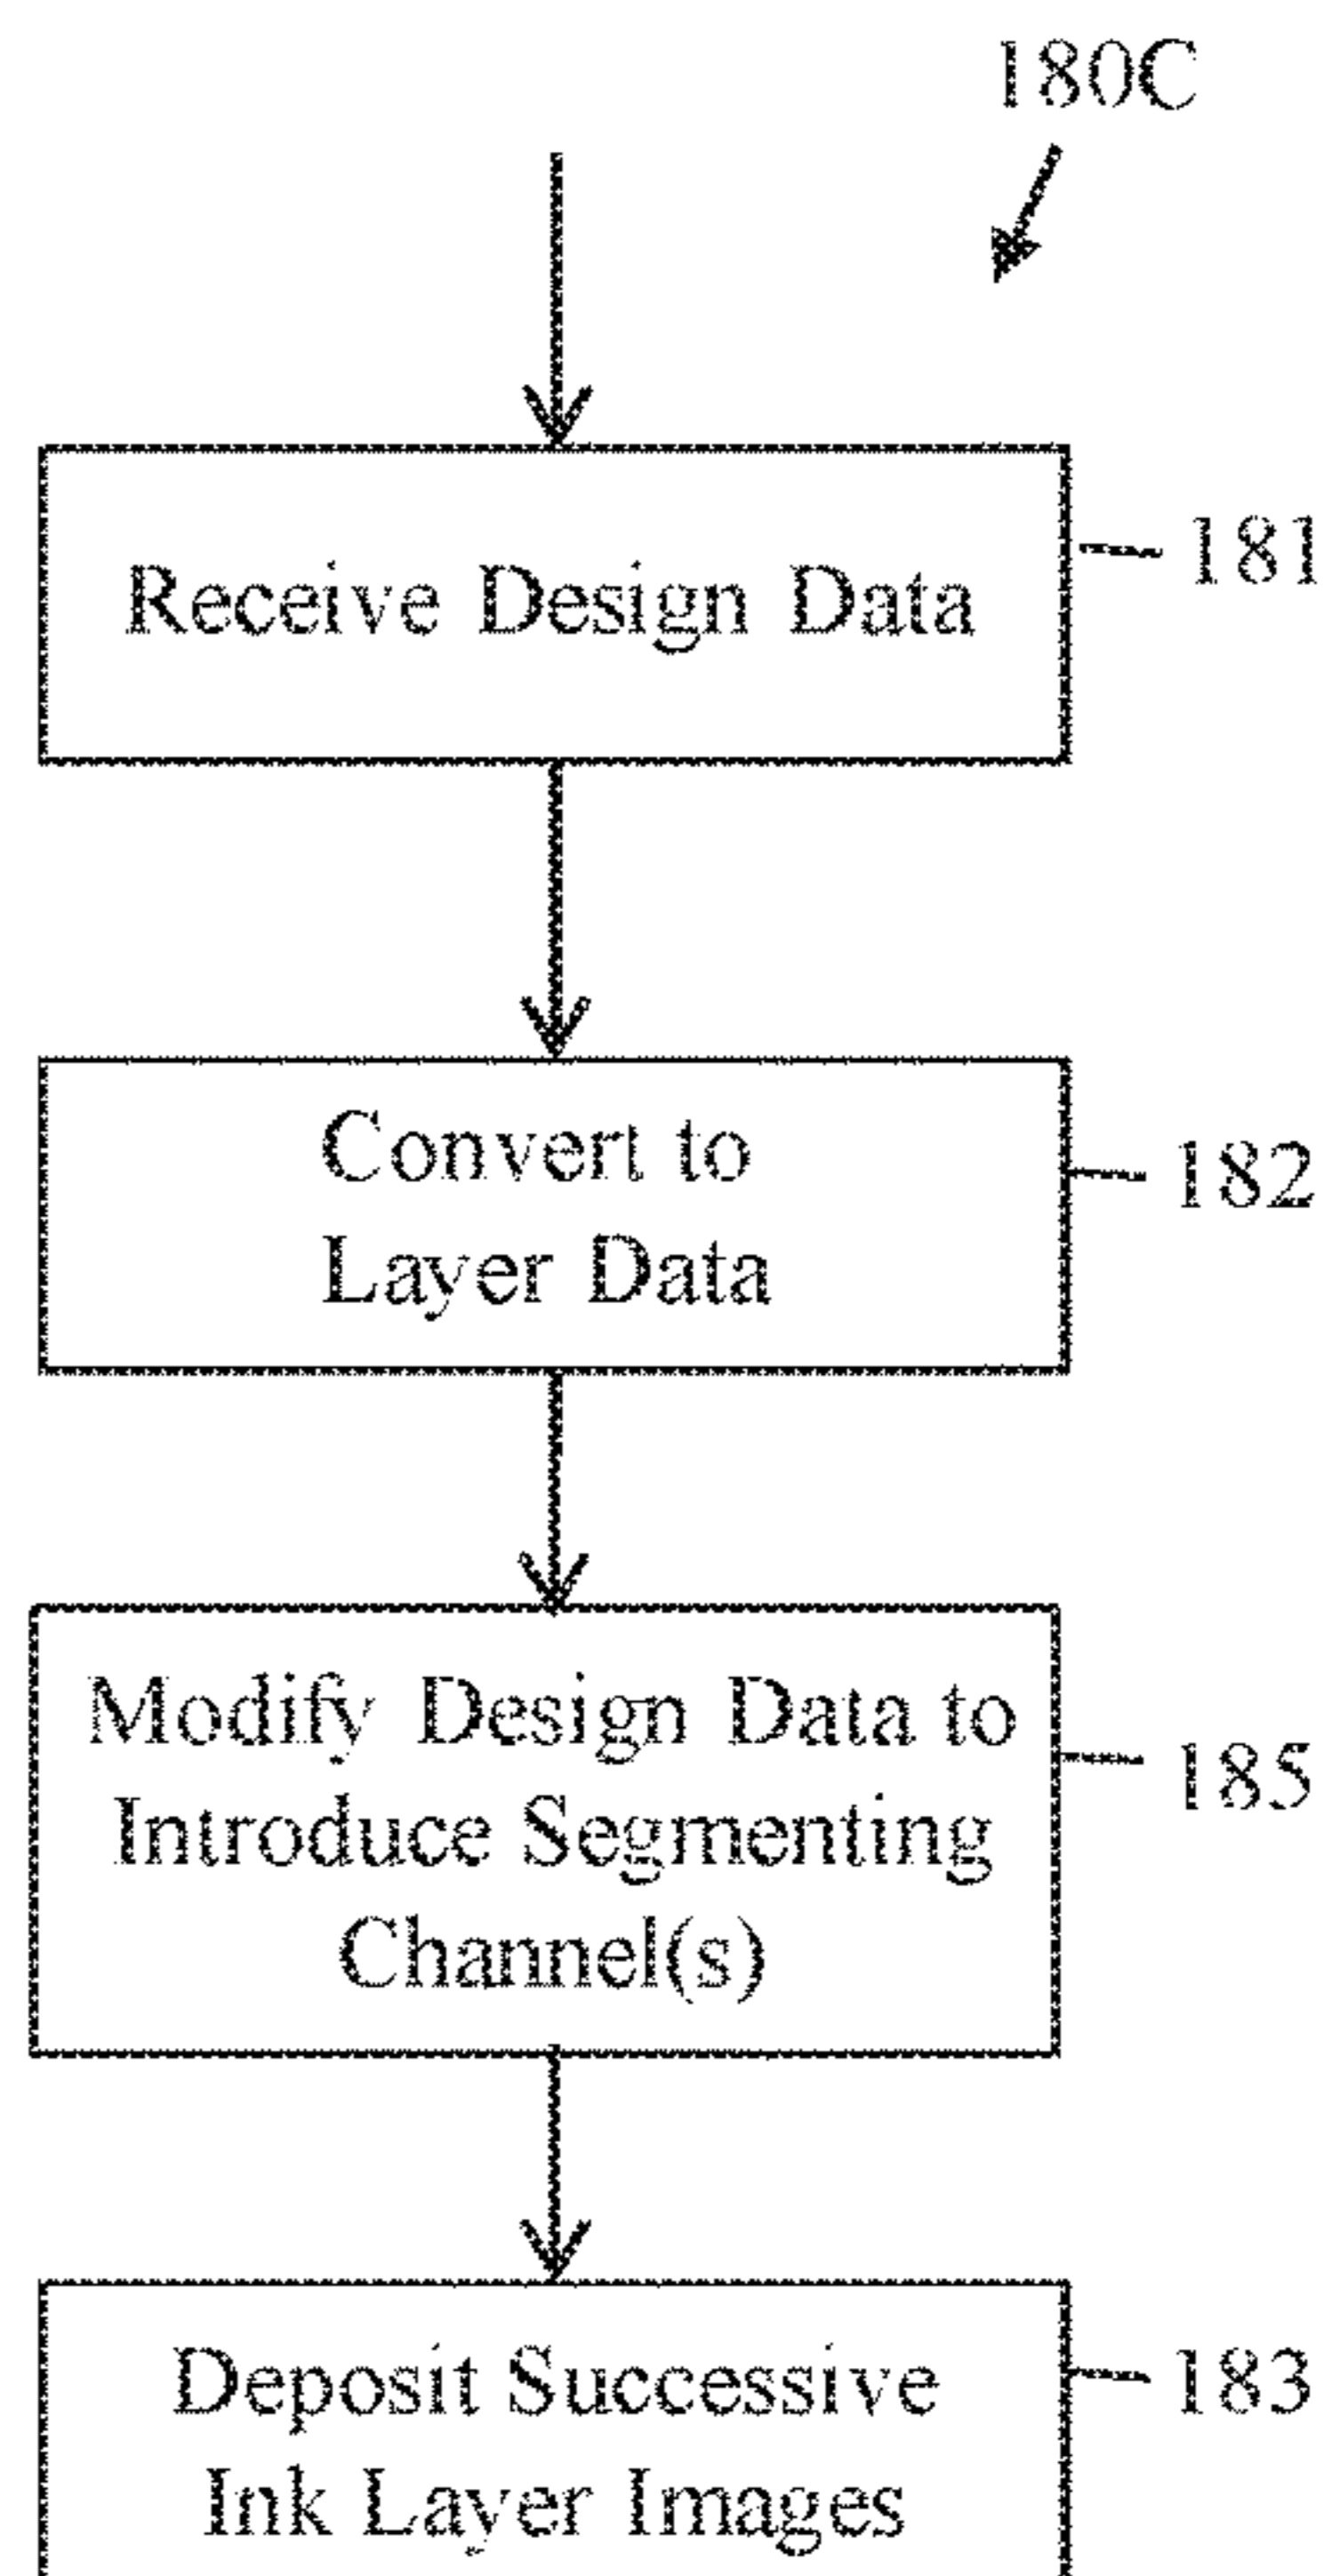 180C
Receive Design Data
181
Convert to
Layer Data
182
Modify Design Data to
Introduce Segmenting
Channel(s)
185
Deposit Successive
Ink Layer Images
183